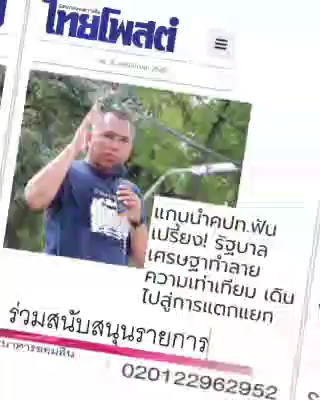 ไทยโพสต์
แกนนำคปท.ฟัน
เปรี้ยง! รัฐบาล
เศรษฐาทำลาย
ความเท่าเทียม เดิน
ไปสู่การแตกแยก
ร่วมสนับสนุนรายการ
020122962952